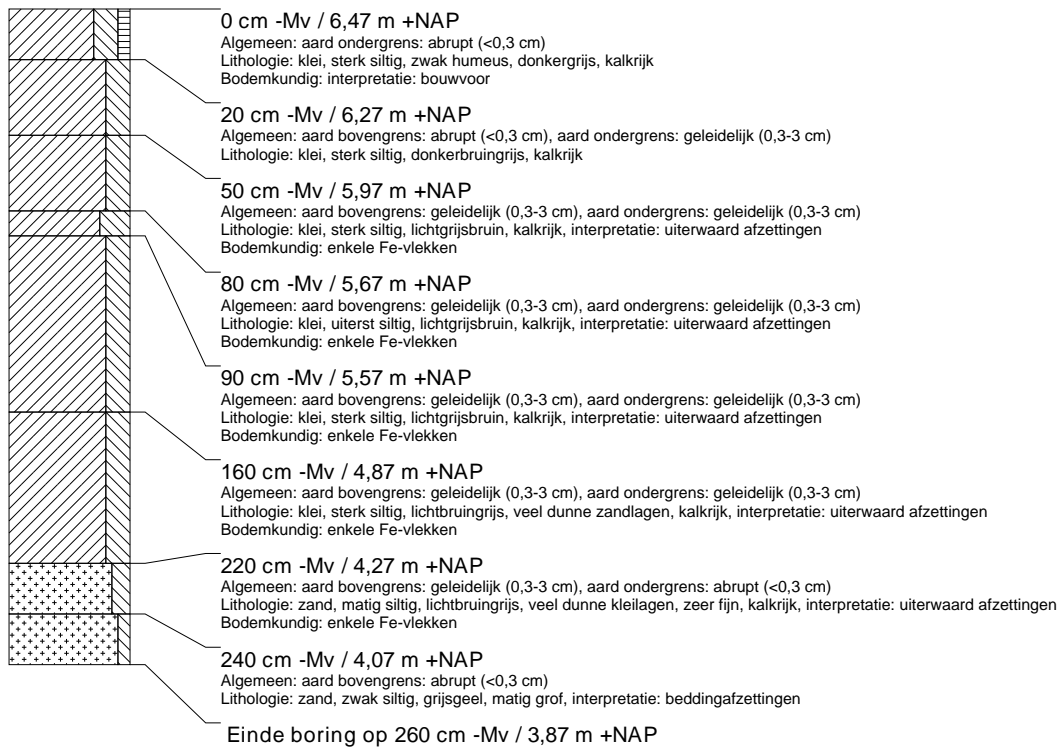 0 cm -Mv / 6,47 m +NAP
Algemeen: aard ondergrens: abrupt (<0,3 cm)
Lithologie: klei, sterk siltig, zwak humeus, donkergrijs, kalkrijk
Bodemkundig: interpretatie: bouwvoor
20 cm -Mv / 6,27 m +NAP
Algemeen: aard bovengrens: abrupt (<0,3 cm), aard ondergrens: geleidelijk (0,3-3 cm)
Lithologie: klei, sterk siltig, donkerbruingrijs, kalkrijk
50 cm -Mv / 5,97 m +NAP
Algemeen: aard bovengrens: geleidelijk (0,3-3 cm), aard ondergrens: geleidelijk (0,3-3 cm)
Lithologie: klei, sterk siltig, lichtgrijsbruin, kalkrijk, interpretatie: uiterwaard afzettingen
Bodemkundig: enkele Fe-vlekken
80 cm -Mv / 5,67 m +NAP
Algemeen: aard bovengrens: geleidelijk (0,3-3 cm), aard ondergrens: geleidelijk (0,3-3 cm)
Lithologie: klei, uiterst siltig, lichtgrijsbruin, kalkrijk, interpretatie: uiterwaard afzettingen
Bodemkundig: enkele Fe-vlekken
90 cm -Mv / 5,57 m +NAP
Algemeen: aard bovengrens: geleidelijk (0,3-3 cm), aard ondergrens: geleidelijk (0,3-3 cm)
Lithologie: klei, sterk siltig, lichtgrijsbruin, kalkrijk, interpretatie: uiterwaard afzettingen
Bodemkundig: enkele Fe-vlekken
160 cm -Mv / 4,87 m +NAP
Algemeen: aard bovengrens: geleidelijk (0,3-3 cm), aard ondergrens: geleidelijk (0,3-3 cm)
Lithologie: klei, sterk siltig, lichtbruingrijs, veel dunne zandlagen, kalkrijk, interpretatie: uiterwaard afzettingen
Bodemkundig: enkele Fe-vlekken
220 cm -Mv / 4,27 m +NAP
Algemeen: aard bovengrens: geleidelijk (0,3-3 cm), aard ondergrens: abrupt (<0,3 cm)
Lithologie: zand, matig siltig, lichtbruingrijs, veel dunne kleilagen, zeer fijn, kalkrijk, interpretatie: uiterwaard afzettingen
Bodemkundig: enkele Fe-vlekken
240 cm -Mv / 4,07 m +NAP
Algemeen: aard bovengrens: abrupt (<0,3 cm)
Lithologie: zand, zwak siltig, grijsgeel, matig grof, interpretatie: beddingafzettingen
Einde boring op 260 cm -Mv / 3,87 m +NAP